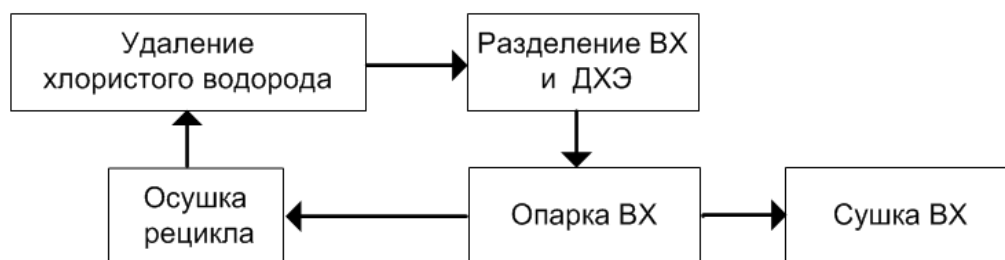 Удаление
хлористого водорода
Разделение ВХ
и ДХЭ
Осушка
рецикла
Опарка ВХ
Сушка ВХ